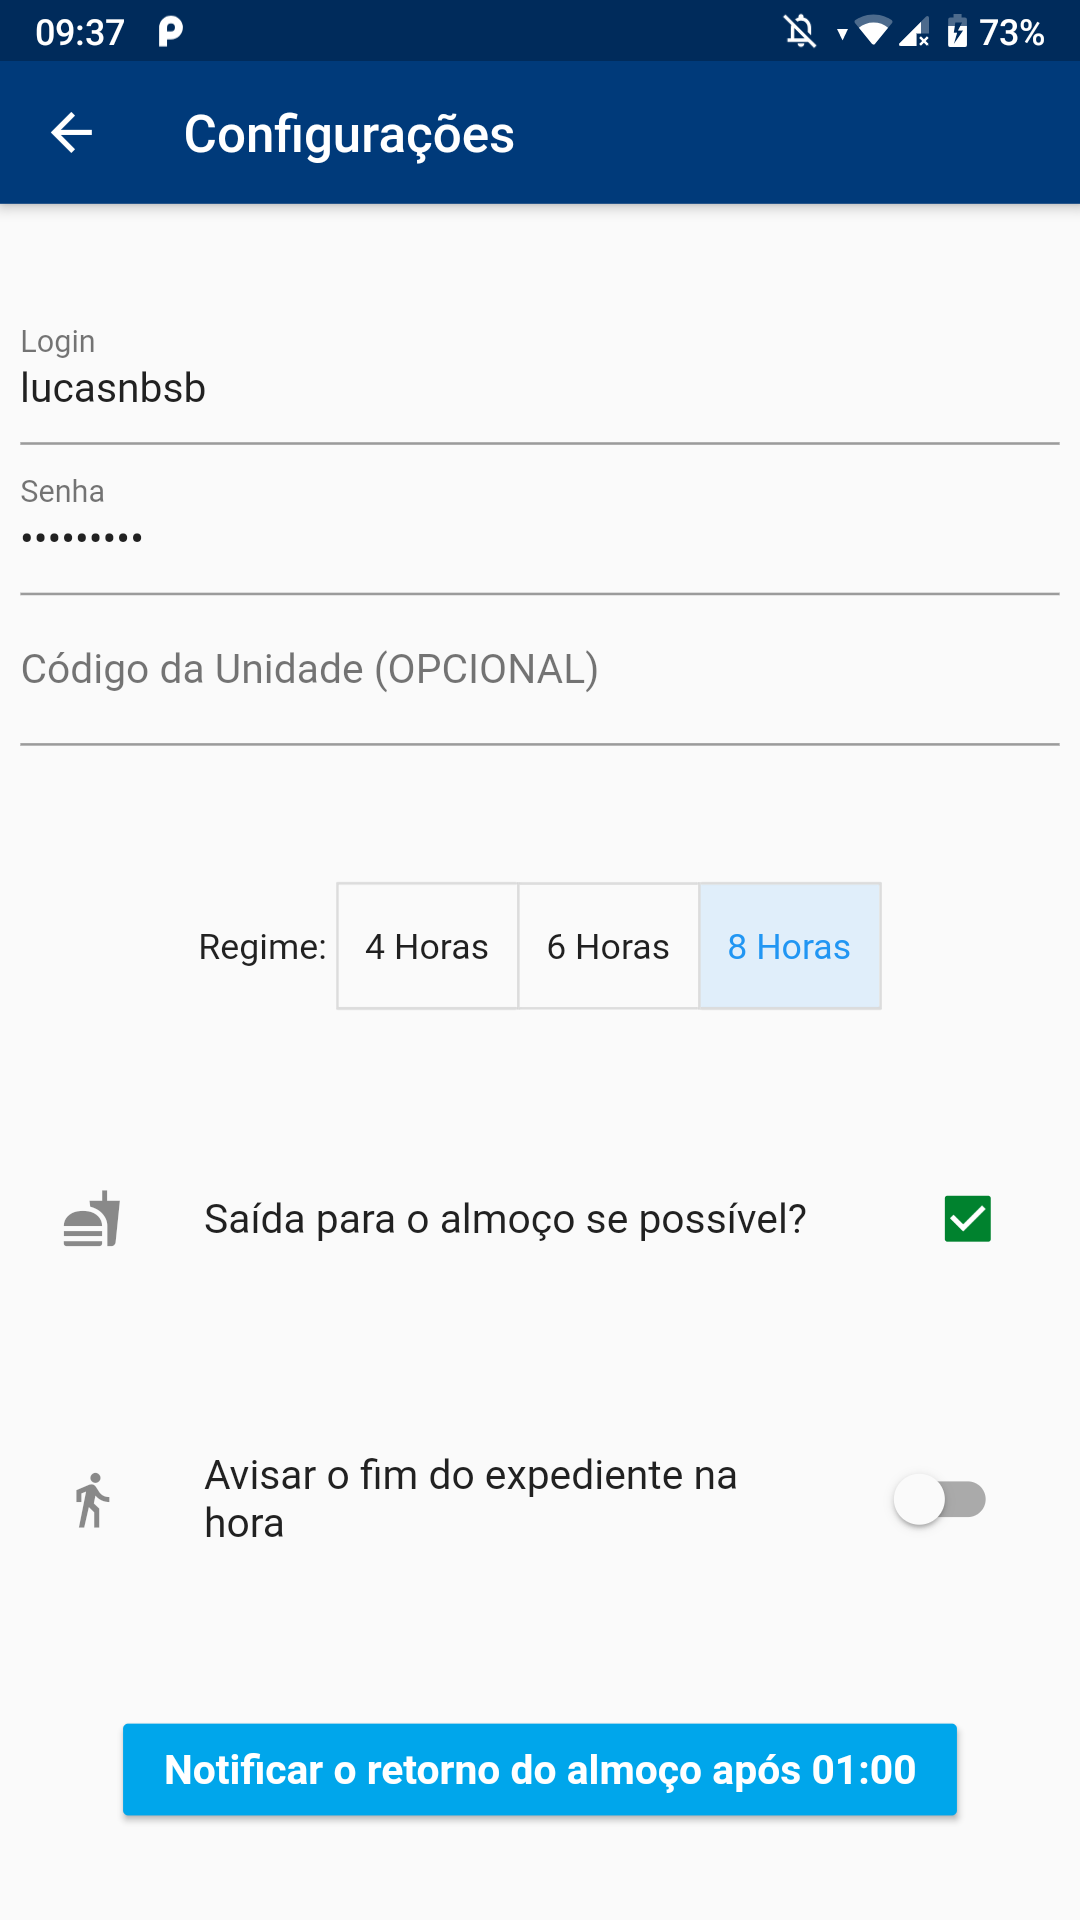 09:37
73%
Configurações
Login
lucasnbsb
Senha
•••••••••
Código da Unidade (OPCIONAL)
Regime: 4 Horas 6 Horas 8 Horas
Saída para o almoço se possível?
Avisar o fim do expediente na
hora
Notificar o retorno do almoço após 01:00